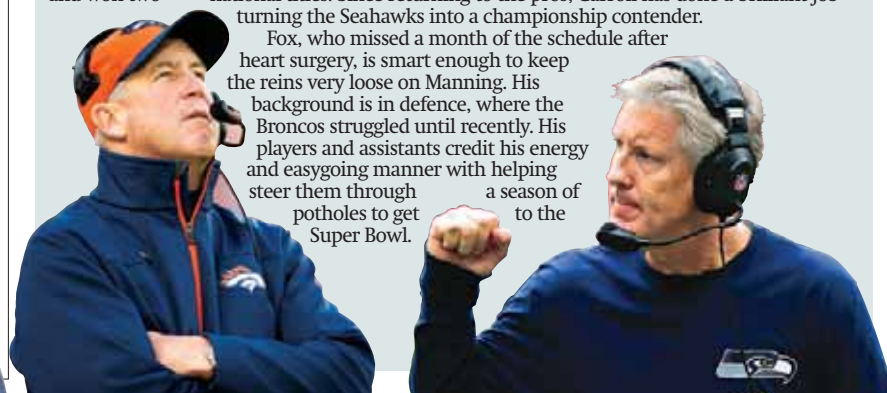 turning the Seahawks into a championship contender.
Fox, who missed a month of the schedule after
heart surgery, is smart enough to keep
the reins very loose on Manning. His
background is in defence, where the
Broncos struggled until recently. His
players and assistants credit his energy
and easygoing manner with helping
steer them through a season of
potholes to get to the
Super Bowl.